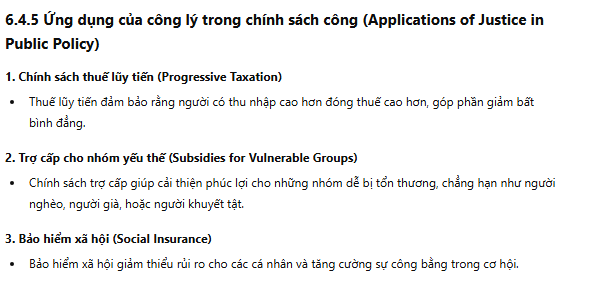 6.4.5 Ứng dụng của công lý trong chính sách công (Applications of Justice in
Public Policy)
1. Chính sách thuế lũy tiến (Progressive Taxation)
• Thuế lũy tiến đảm bảo rằng người có thu nhập cao hơn đóng thuế cao hơn, góp phần giảm bất
bình đẳng.
2. Trợ cấp cho nhóm yếu thế (Subsidies for Vulnerable Groups)
• Chính sách trợ cấp giúp cải thiện phúc lợi cho những nhóm dễ bị tổn thương, chẳng hạn như người
nghèo, người già, hoặc người khuyết tật.
3. Bảo hiểm xã hội (Social Insurance)
• Bảo hiểm xã hội giảm thiểu rủi ro cho các cá nhân và tăng cường sự công bằng trong cơ hội.